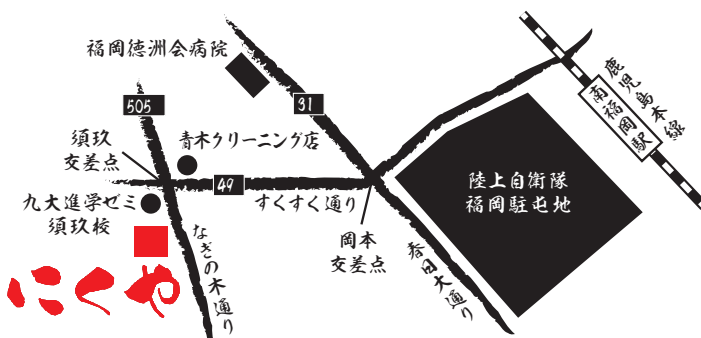 福岡徳洲会病院
505
31
須玖
交差点
青木クリーニング店
49
すくすく通り
九大進学ゼミ
須玖校
なぎの木通り
にくや
岡本
交差点
春日大通り
陸上自衛隊
福岡駐屯地
南福岡駅
鹿児島本線